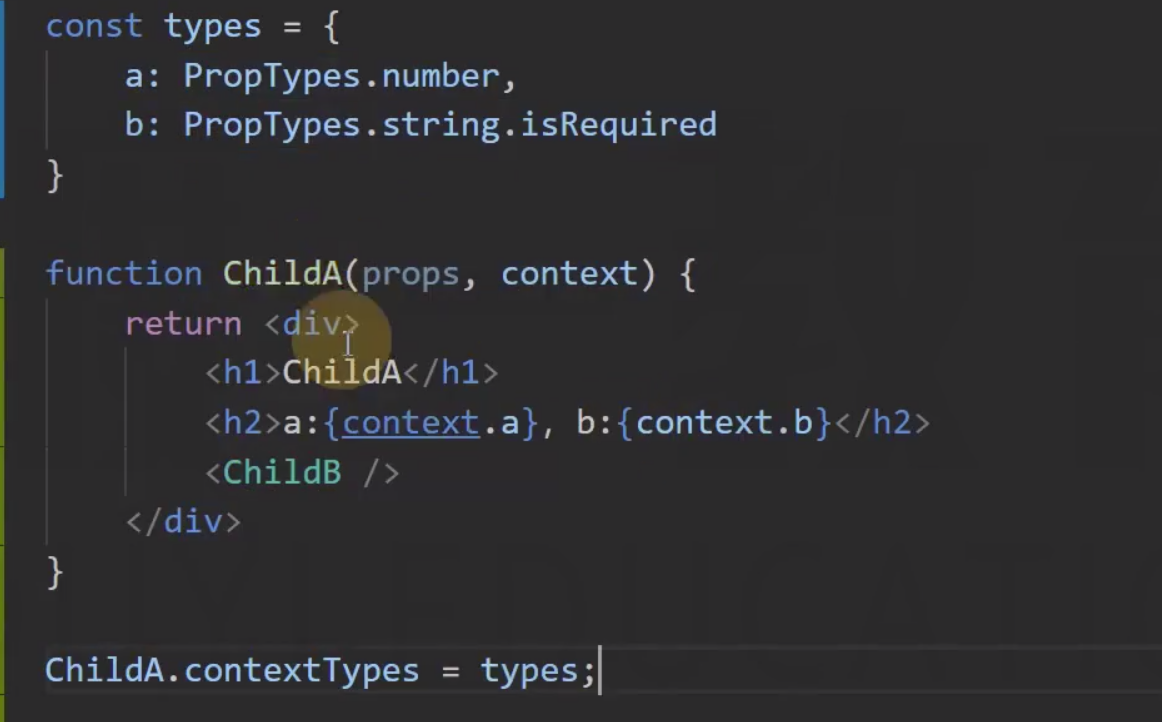 const types = {
    a: PropTypes.number,
    b: PropTypes.string.isRequired
}
function ChildA(props, context) {
    return <div>
        <h1>ChildA</h1>
        <h2>a:{context.a}, b:{context.b}</h2>
        <ChildB />
    </div>
}
ChildA.contextTypes = types;